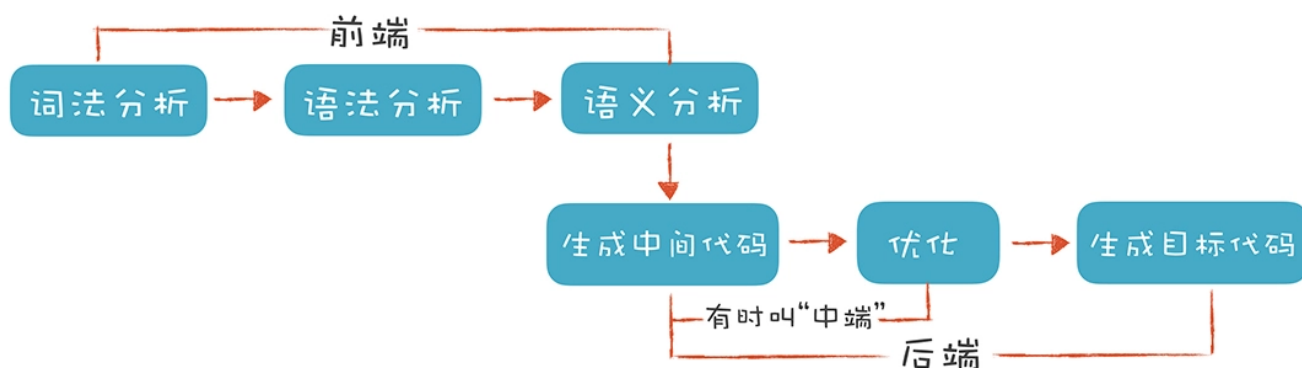 前端
词法分析
语法分析
语义分析
生成中间代码
优化
生成目标代码
有时叫“中端”
后端